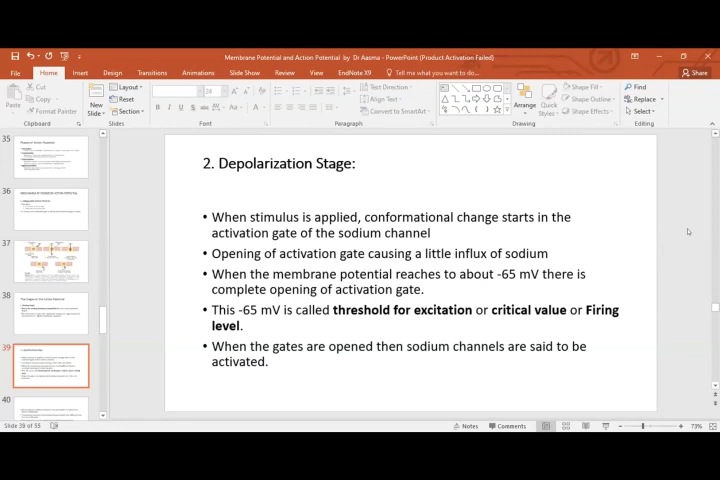 Membrane Potential and Action Potential by Dr Aasma - PowerPoint (Product Activation Failed)
File Home Insert Design Transitions Animations Slide Show Review View EndNote X9 Tell me what you want to do... Share
Paste
Cut
Copy
Format Painter
Clipboard
New Slide
Layout
Reset
Section
Slides
24
B I U S
Font
Text Direction
Align Text
Convert to SmartArt
Paragraph
Arrange
Quick Styles
Shape Fill
Shape Outline
Shape Effects
Drawing
Find
Replace
Select
Editing
35
36
37
38
39
40
2. Depolarization Stage:
• When stimulus is applied, conformational change starts in the
activation gate of the sodium channel
• Opening of activation gate causing a little influx of sodium
• When the membrane potential reaches to about -65 mV there is
complete opening of activation gate.
• This -65 mV is called threshold for excitation or critical value or Firing
level.
• When the gates are opened then sodium channels are said to be
activated.
Slide 39 of 55 Notes Comments 73%